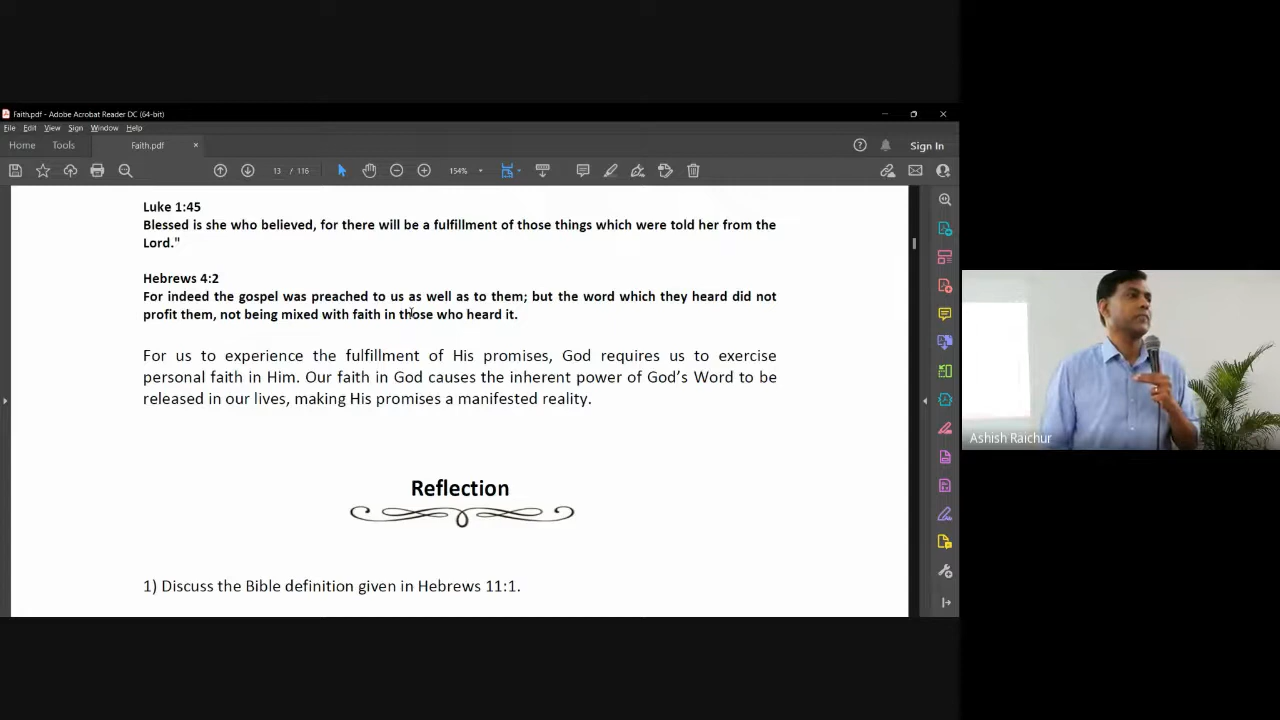 Faith.pdf - Adobe Acrobat Reader DC (64-bit)
File Edit View Sign Window Help
Home Tools Faith.pdf × Sign In
13 / 116 154%
Luke 1:45
Blessed is she who believed, for there will be a fulfillment of those things which were told her from the
Lord."
Hebrews 4:2
For indeed the gospel was preached to us as well as to them; but the word which they heard did not
profit them, not being mixed with faith in those who heard it.
For us to experience the fulfillment of His promises, God requires us to exercise
personal faith in Him. Our faith in God causes the inherent power of God’s Word to be
released in our lives, making His promises a manifested reality.
Reflection
1) Discuss the Bible definition given in Hebrews 11:1.
Ashish Raichur